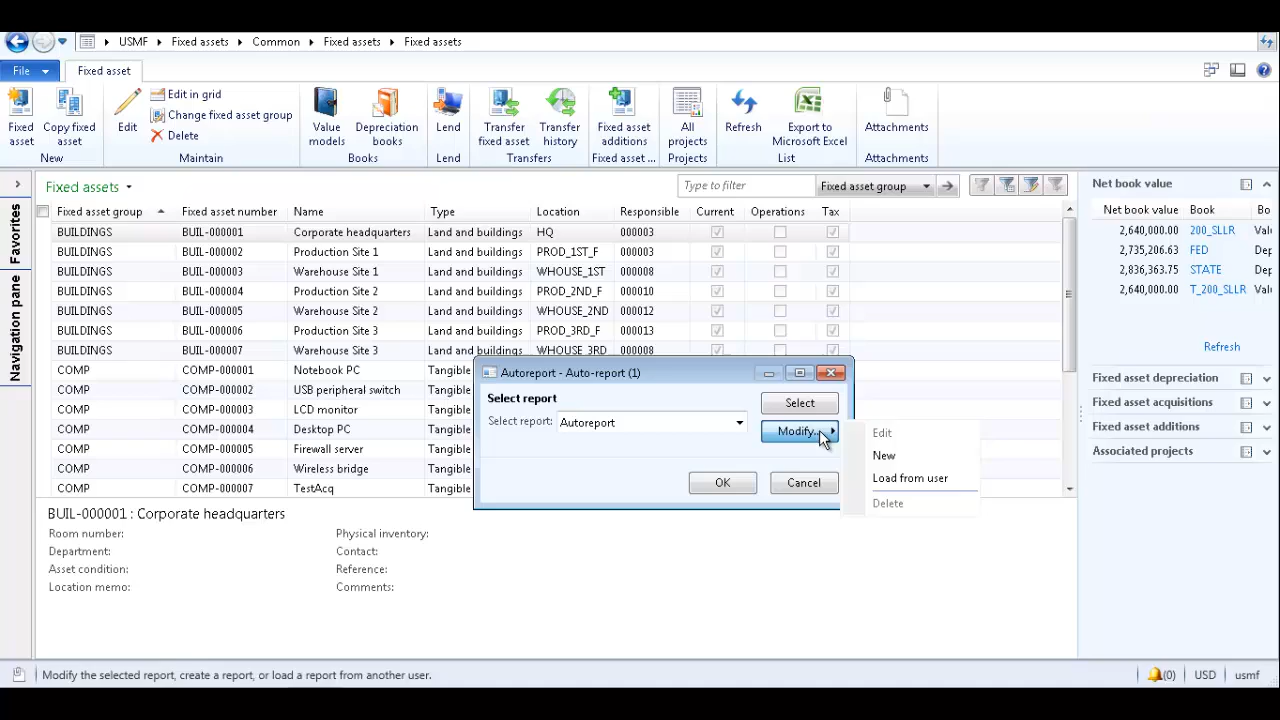 USMF Fixed assets Common Fixed assets Fixed assets
File Fixed asset
Fixed asset
Copy fixed asset
New
Edit
Edit in grid
Change fixed asset group
Delete
Maintain
Value models
Depreciation books
Books
Lend
Lend
Transfer fixed asset
Transfer history
Transfers
Fixed asset additions
Fixed asset ...
All projects
Projects
Refresh
Export to Microsoft Excel
List
Attachments
Attachments
Favorites
Navigation pane
Fixed assets
Type to filter Fixed asset group
Fixed asset group Fixed asset number Name Type Location Responsible Current Operations Tax
BUILDINGS BUIL-000001 Corporate headquarters Land and buildings HQ 000003
BUILDINGS BUIL-000002 Production Site 1 Land and buildings PROD_1ST_F 000003
BUILDINGS BUIL-000003 Warehouse Site 1 Land and buildings WHOUSE_1ST 000008
BUILDINGS BUIL-000004 Production Site 2 Land and buildings PROD_2ND_F 000010
BUILDINGS BUIL-000005 Warehouse Site 2 Land and buildings WHOUSE_2ND 000012
BUILDINGS BUIL-000006 Production Site 3 Land and buildings PROD_3RD_F 000013
BUILDINGS BUIL-000007 Warehouse Site 3 Land and buildings WHOUSE_3RD 000008
COMP COMP-000001 Notebook PC Tangible
COMP COMP-000002 USB peripheral switch Tangible
COMP COMP-000003 LCD monitor Tangible
COMP COMP-000004 Desktop PC Tangible
COMP COMP-000005 Firewall server Tangible
COMP COMP-000006 Wireless bridge Tangible
COMP COMP-000007 TestAcq Tangible
Autoreport - Auto-report (1)
Select report
Select report: Autoreport
Select
Modify...
OK Cancel
Edit
New
Load from user
Delete
BUIL-000001 : Corporate headquarters
Room number: Physical inventory:
Department: Contact:
Asset condition: Reference:
Location memo: Comments:
Net book value
Net book value Book Bo
2,640,000.00 200_SLLR Valu
2,735,206.63 FED Dep
2,836,363.75 STATE Dep
2,640,000.00 T_200_SLLR Valu
Refresh
Fixed asset depreciation
Fixed asset acquisitions
Fixed asset additions
Associated projects
Modify the selected report, create a report, or load a report from another user.
(0) USD usmf